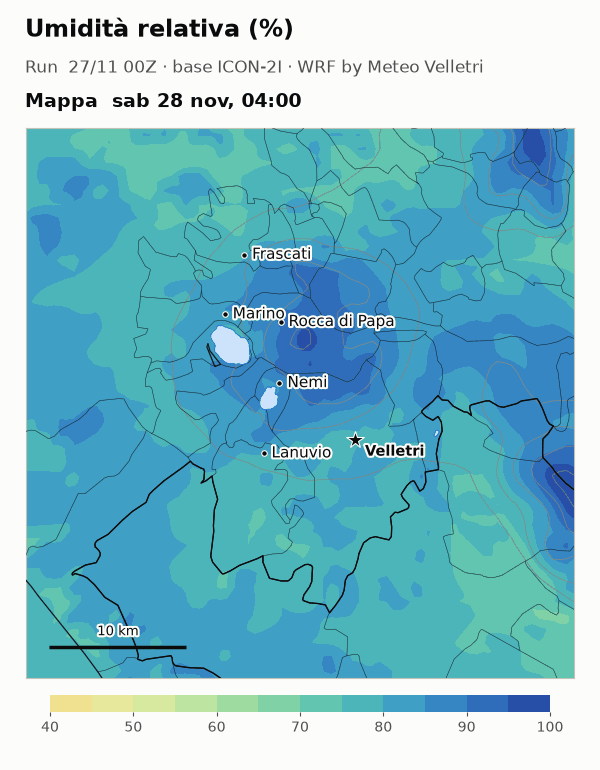 Umidità relativa (%)
Run  27/11 00Z · base ICON-2I · WRF by Meteo Velletri
Mappa  sab 28 nov, 04:00
Frascati
Marino
Rocca di Papa
Nemi
Lanuvio
Velletri
10 km
40 50 60 70 80 90 100